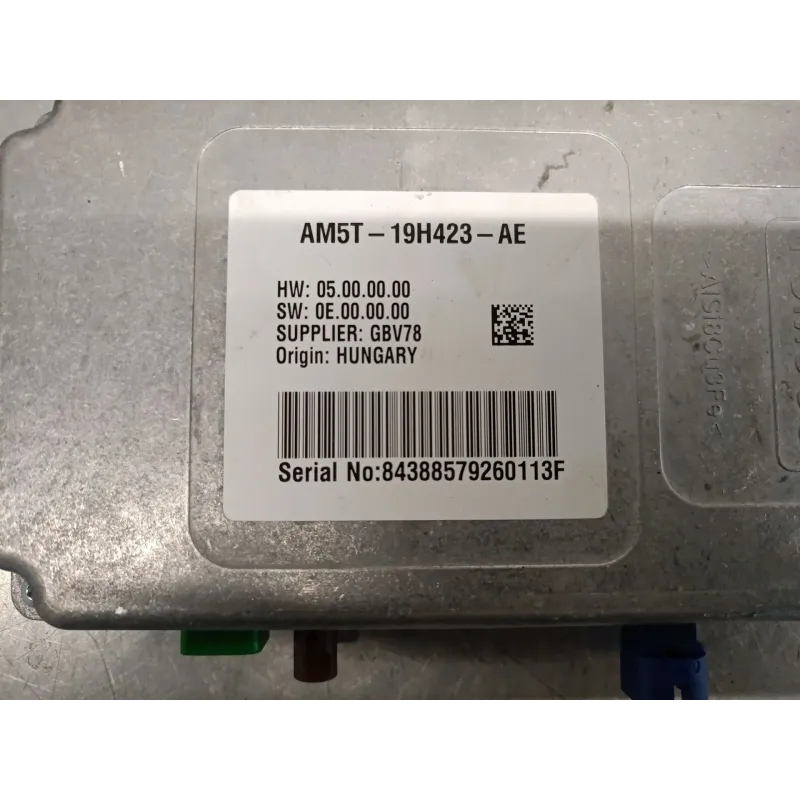 AM5T-19H423-AE
HW: 05.00.00.00
SW: 0E.00.00.00
SUPPLIER: GBV78
Origin: HUNGARY
Serial No:84388579260113F
>AlSi8Cu3Fe<